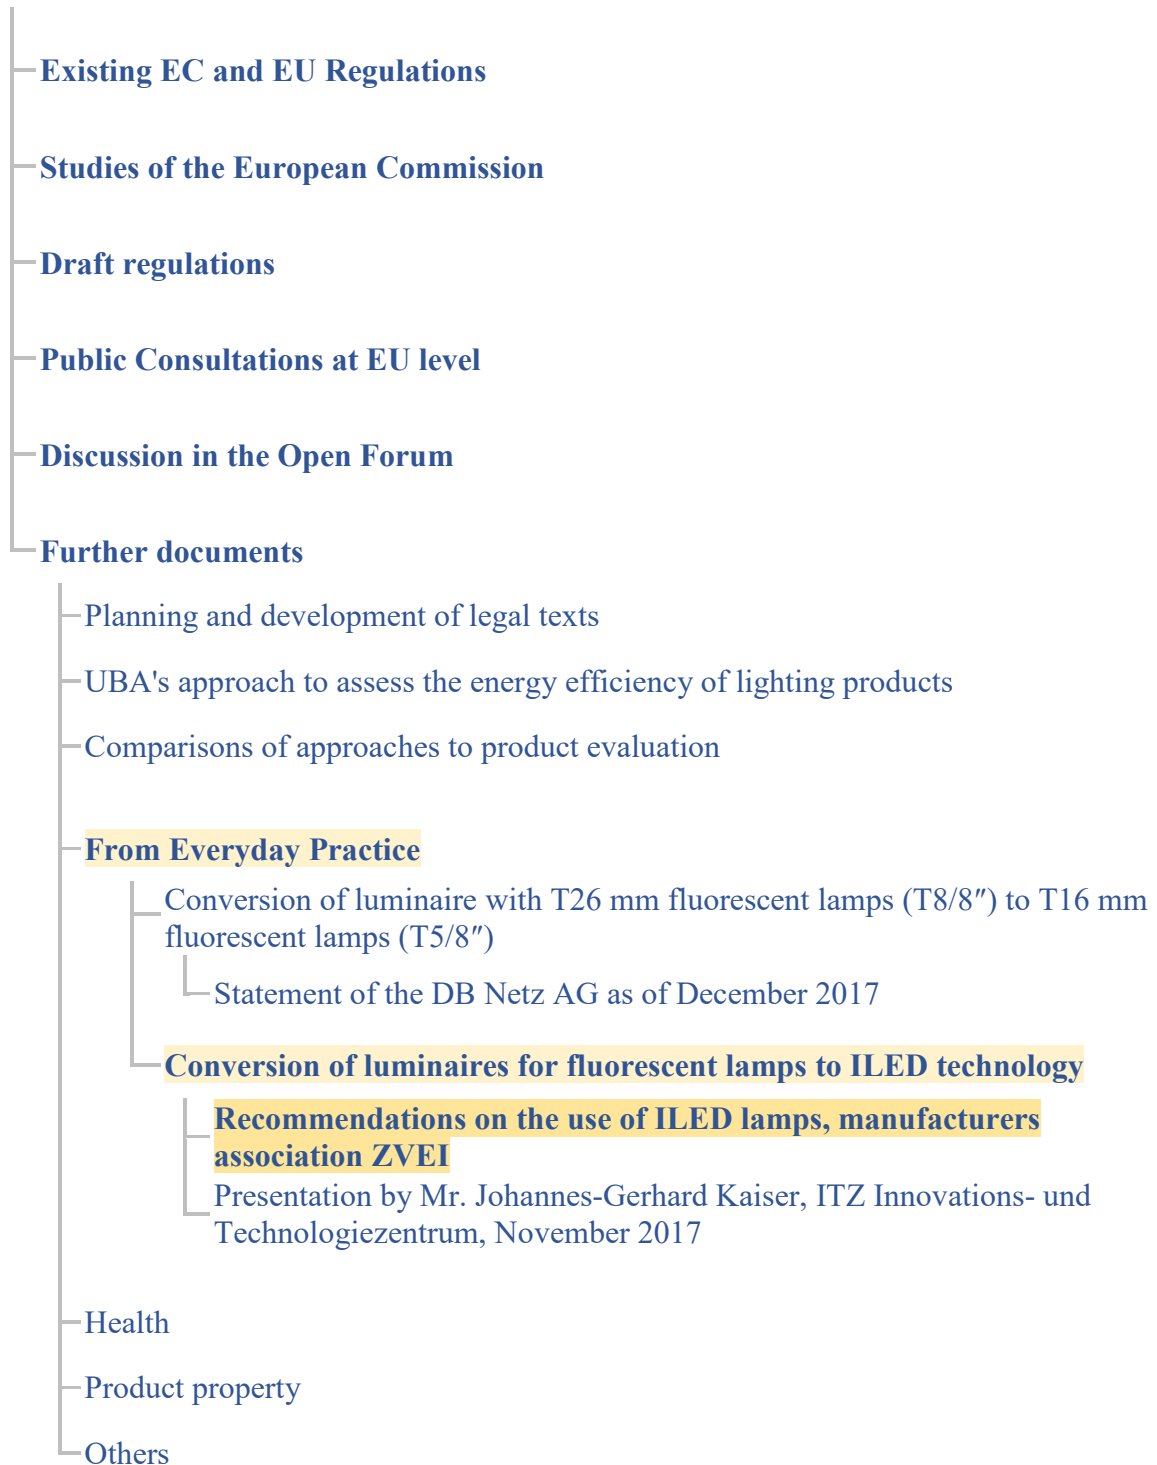 Existing EC and EU Regulations
Studies of the European Commission
Draft regulations
Public Consultations at EU level
Discussion in the Open Forum
Further documents
Planning and development of legal texts
UBA's approach to assess the energy efficiency of lighting products
Comparisons of approaches to product evaluation
From Everyday Practice
Conversion of luminaire with T26 mm fluorescent lamps (T8/8″) to T16 mm
fluorescent lamps (T5/8″)
Statement of the DB Netz AG as of December 2017
Conversion of luminaires for fluorescent lamps to ILED technology
Recommendations on the use of ILED lamps, manufacturers
association ZVEI
Presentation by Mr. Johannes-Gerhard Kaiser, ITZ Innovations- und
Technologiezentrum, November 2017
Health
Product property
Others